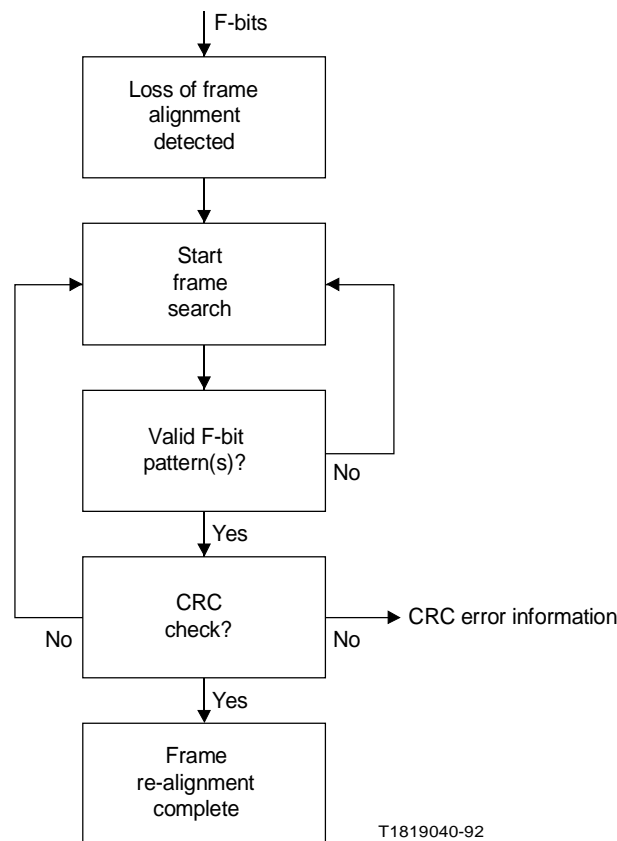 F-bits
Loss of frame
alignment
detected
Start
frame
search
Valid F-bit
pattern(s)?
No
Yes
CRC
check?
No
No
CRC error information
Yes
Frame
re-alignment
complete
T1819040-92